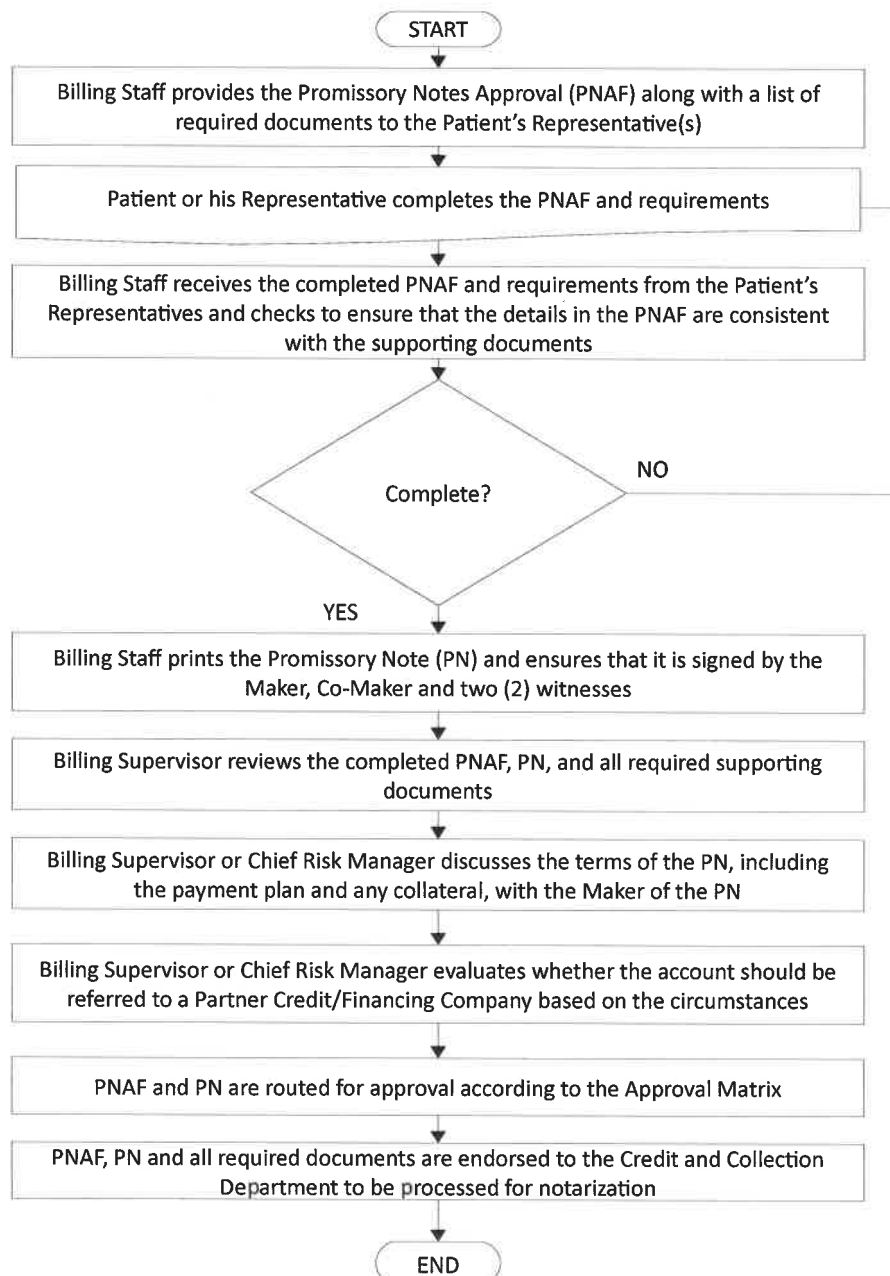 START
Billing Staff provides the Promissory Notes Approval (PNAF) along with a list of
required documents to the Patient's Representative(s)
Patient or his Representative completes the PNAF and requirements
Billing Staff receives the completed PNAF and requirements from the Patient's
Representatives and checks to ensure that the details in the PNAF are consistent
with the supporting documents
Complete?
NO
YES
Billing Staff prints the Promissory Note (PN) and ensures that it is signed by the
Maker, Co-Maker and two (2) witnesses
Billing Supervisor reviews the completed PNAF, PN, and all required supporting
documents
Billing Supervisor or Chief Risk Manager discusses the terms of the PN, including
the payment plan and any collateral, with the Maker of the PN
Billing Supervisor or Chief Risk Manager evaluates whether the account should be
referred to a Partner Credit/Financing Company based on the circumstances
PNAF and PN are routed for approval according to the Approval Matrix
PNAF, PN and all required documents are endorsed to the Credit and Collection
Department to be processed for notarization
END